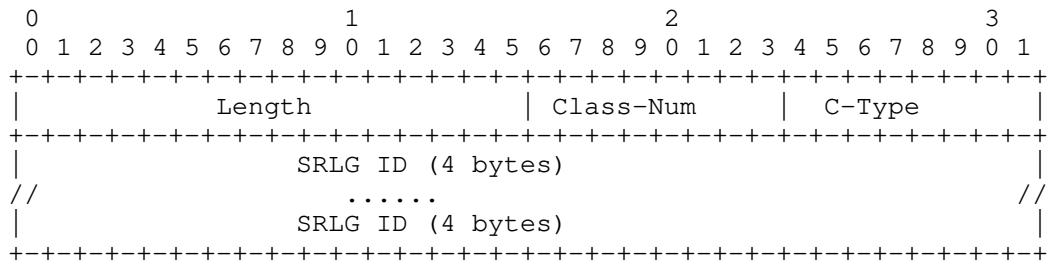 0                   1                   2                   3
 0 1 2 3 4 5 6 7 8 9 0 1 2 3 4 5 6 7 8 9 0 1 2 3 4 5 6 7 8 9 0 1
+-+-+-+-+-+-+-+-+-+-+-+-+-+-+-+-+-+-+-+-+-+-+-+-+-+-+-+-+-+-+-+-+
|            Length             | Class-Num     |  C-Type       |
+-+-+-+-+-+-+-+-+-+-+-+-+-+-+-+-+-+-+-+-+-+-+-+-+-+-+-+-+-+-+-+-+
|                 SRLG ID (4 bytes)                             |
//                   ......                                    //
|                 SRLG ID (4 bytes)                             |
+-+-+-+-+-+-+-+-+-+-+-+-+-+-+-+-+-+-+-+-+-+-+-+-+-+-+-+-+-+-+-+-+